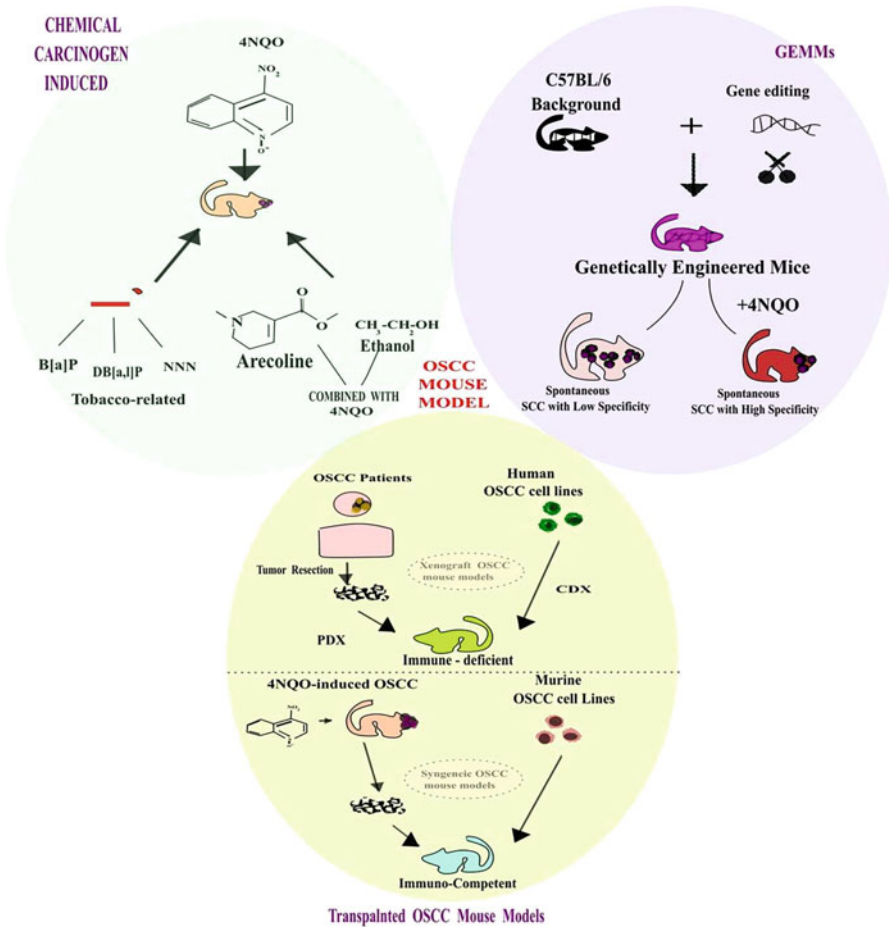 CHEMICAL
CARCINOGEN
INDUCED
4NQO
NO₂
N
O⁻
B[a]P
DB[a,l]P
NNN
Tobacco-related
N
O
O
Arecoline
CH₃-CH₂-OH
Ethanol
COMBINED WITH
4NQO
OSCC
MOUSE
MODEL
GEMMs
C57BL/6
Background
+
Gene editing
Genetically Engineered Mice
+4NQO
Spontaneous
SCC with Low Specificity
Spontaneous
SCC with High Specificity
OSCC Patients
Human
OSCC cell lines
Tumor Resection
Xenograft OSCC
mouse models
CDX
PDX
Immune - deficient
4NQO-induced OSCC
NO₂
Murine
OSCC cell Lines
Syngeneic OSCC
mouse models
Immuno-Competent
Transpalnted OSCC Mouse Models